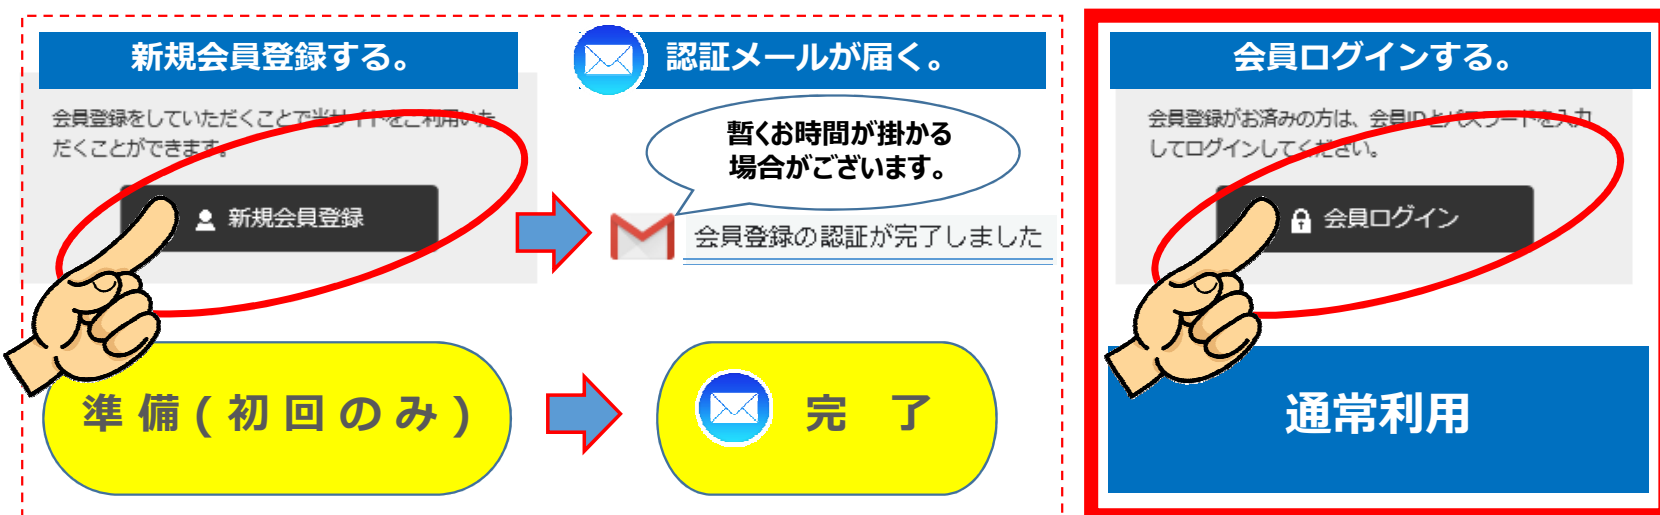 新規会員登録する。
会員登録をしていただくことで当サイトをご利用いた
だくことができます。
新規会員登録
認証メールが届く。
暫くお時間が掛かる
場合がございます。
会員登録の認証が完了しました
準備(初回のみ)
完 了
会員ログインする。
会員登録がお済みの方は、会員IDとパスワードを入力
してログインしてください。
会員ログイン
通常利用